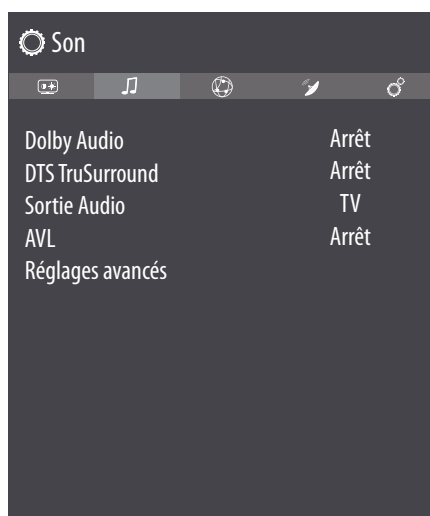 Son
Dolby Audio Arrêt
DTS TruSurround Arrêt
Sortie Audio TV
AVL Arrêt
Réglages avancés